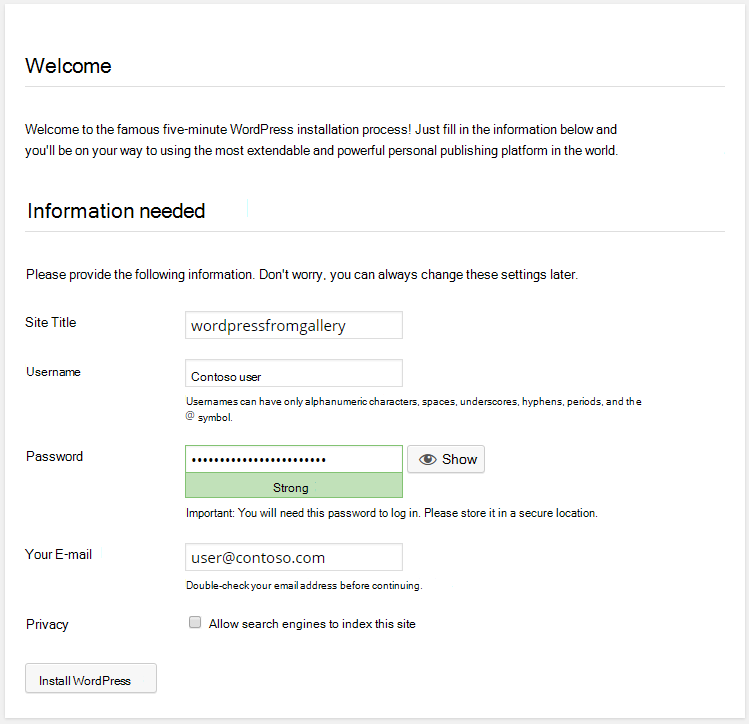 Welcome
Welcome to the famous five-minute WordPress installation process! Just fill in the information below and
you'll be on your way to using the most extendable and powerful personal publishing platform in the world.
Information needed
Please provide the following information. Don't worry, you can always change these settings later.
Site Title
wordpressfromgallery
Username
Contoso user
Usernames can have only alphanumeric characters, spaces, underscores, hyphens, periods, and the
@ symbol.
Password
••••••••••••••••••••••••
Show
Strong
Important: You will need this password to log in. Please store it in a secure location.
Your E-mail
user@contoso.com
Double-check your email address before continuing.
Privacy
Allow search engines to index this site
Install WordPress